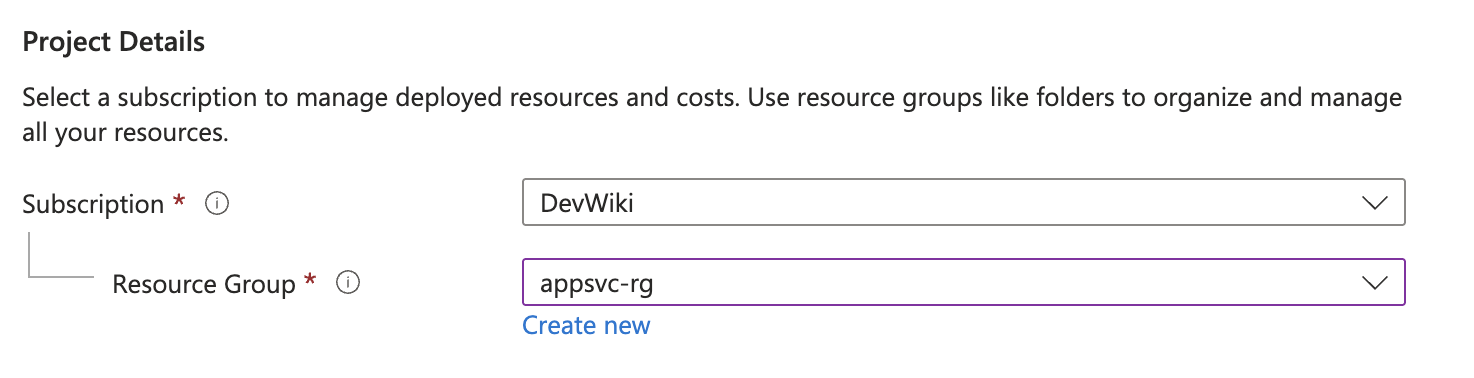 Project Details
Select a subscription to manage deployed resources and costs. Use resource groups like folders to organize and manage
all your resources.
Subscription *
DevWiki
Resource Group *
appsvc-rg
Create new